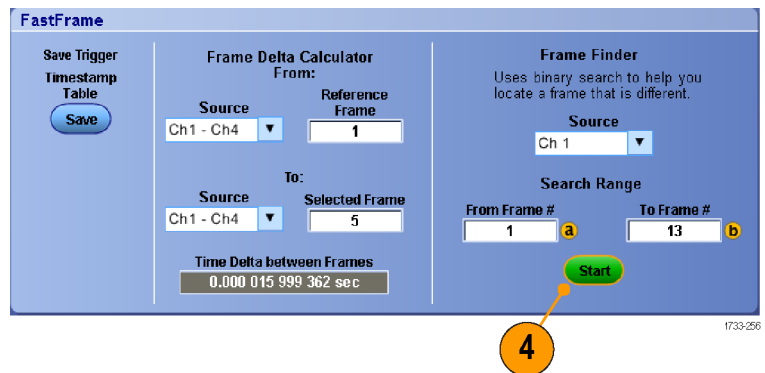 FastFrame
Save Trigger
Timestamp
Table
Save
Frame Delta Calculator
From:
Source
Reference
Frame
Ch1 - Ch4
1
To:
Source
Selected Frame
Ch1 - Ch4
5
Time Delta between Frames
0.000 015 999 362 sec
Frame Finder
Uses binary search to help you
locate a frame that is different.
Source
Ch 1
Search Range
From Frame #
To Frame #
1
a
13
b
Start
4
1733-256